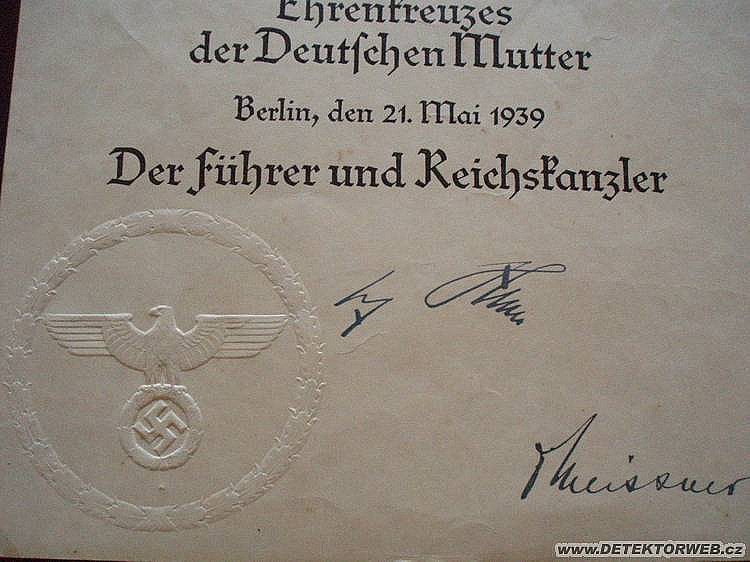 Ehrenkreuzes
der Deutschen Mutter
Berlin, den 21. Mai 1939
Der Führer und Reichskanzler
Meissner
www.DETEKTORWEB.cz